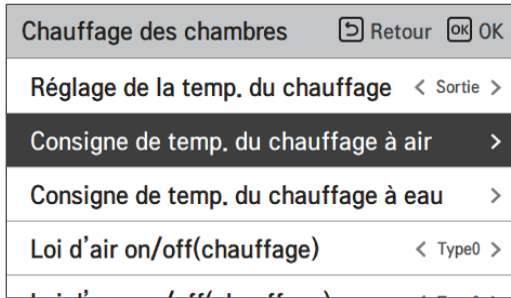 Chauffage des chambres Retour OK OK
Réglage de la temp. du chauffage < Sortie >
Consigne de temp. du chauffage à air >
Consigne de temp. du chauffage à eau >
Loi d'air on/off(chauffage) < Type0 >